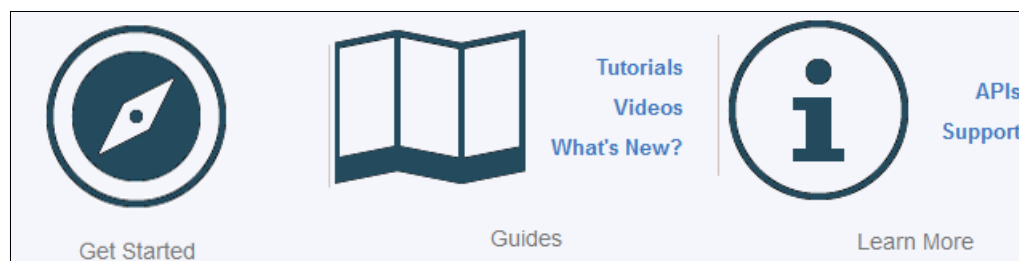 Tutorials
Videos
What's New?
APIs
Support
Get Started
Guides
Learn More